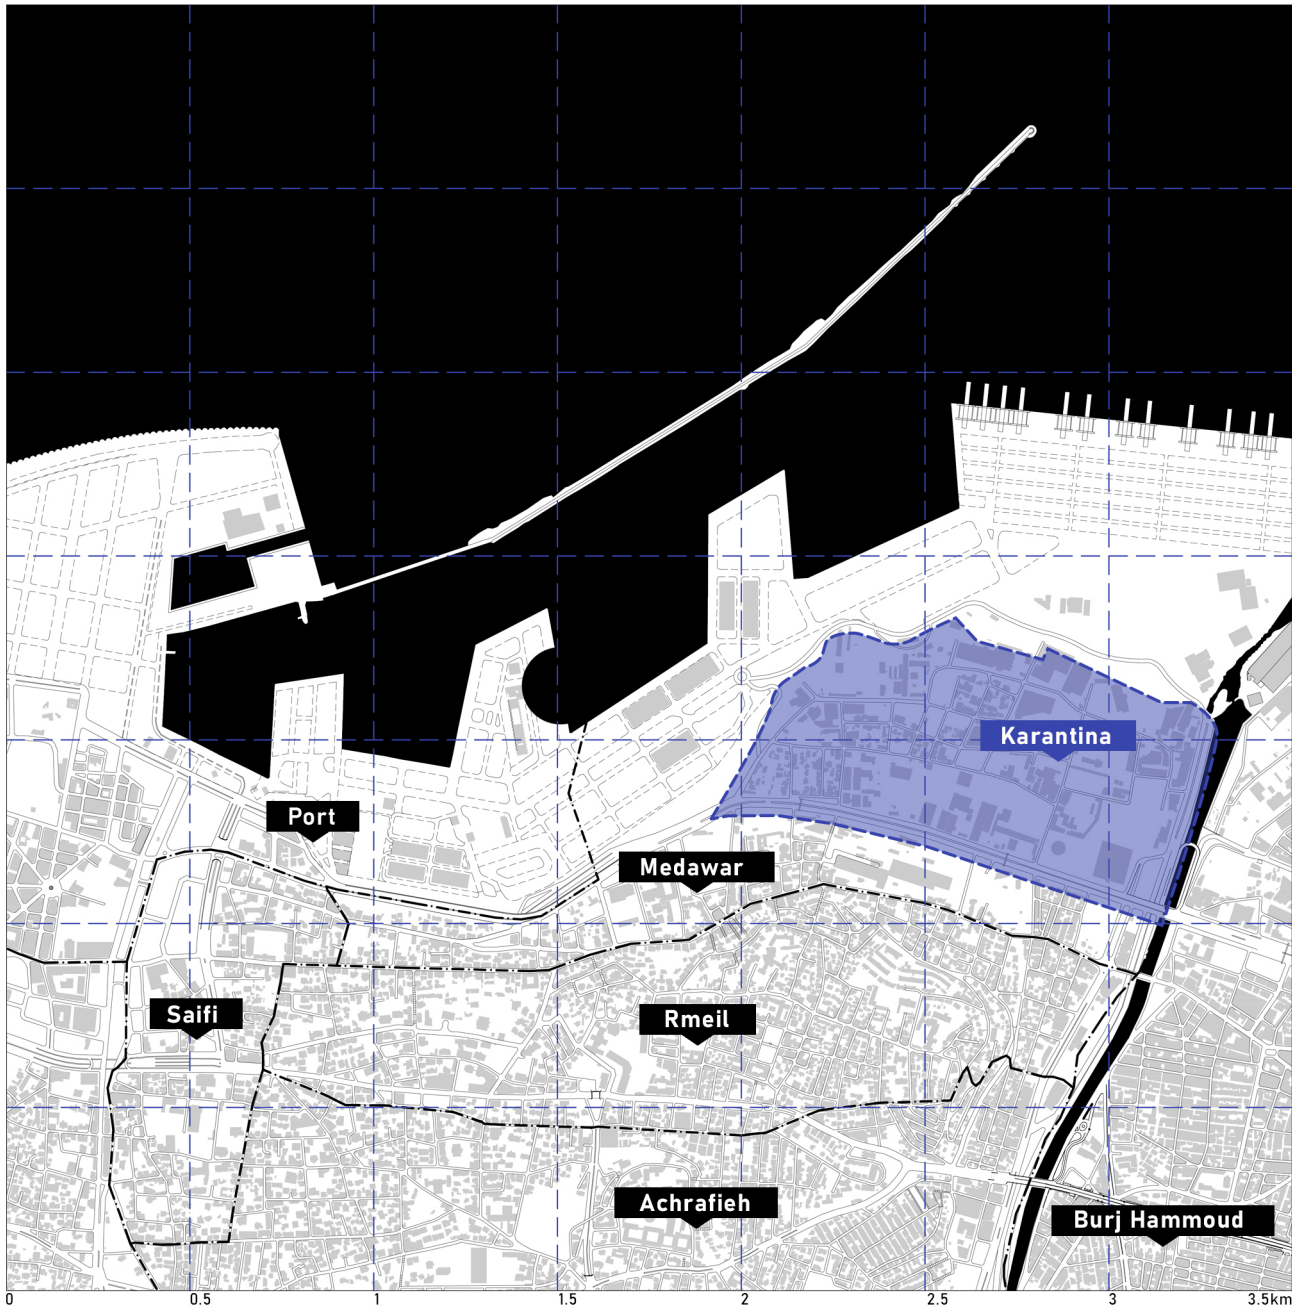 Karantina
Port
Medawar
Saifi
Rmeil
Achrafieh
Burj Hammoud
0 0.5 1 1.5 2 2.5 3 3.5km